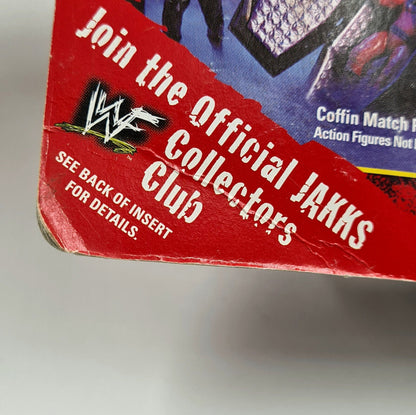 Join the Official JAKKS
Collectors
Club
WF
SEE BACK OF INSERT
FOR DETAILS.
Coffin Match
Action Figures Not